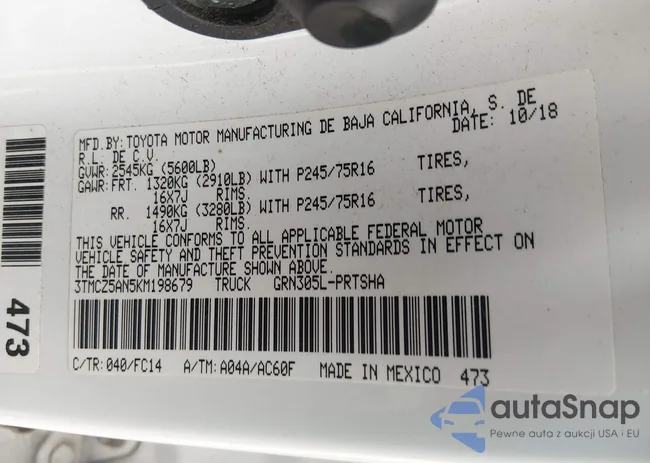 MFD.BY:TOYOTA MOTOR MANUFACTURING DE BAJA CALIFORNIA, S. DE
R.L. DE C.V. DATE: 10/18
GVWR:2545KG (5600LB)
GAWR:FRT. 1320KG (2910LB) WITH P245/75R16 TIRES,
16X7J RIMS.
RR. 1490KG (3280LB) WITH P245/75R16 TIRES,
16X7J RIMS.
THIS VEHICLE CONFORMS TO ALL APPLICABLE FEDERAL MOTOR
VEHICLE SAFETY AND THEFT PREVENTION STANDARDS IN EFFECT ON
THE DATE OF MANUFACTURE SHOWN ABOVE.
3TMCZ5AN5KM198679 TRUCK GRN305L-PRTSHA
C/TR:040/FC14 A/TM:A04A/AC60F MADE IN MEXICO 473
473
autaSnap
Pewne auta z aukcji USA i EU